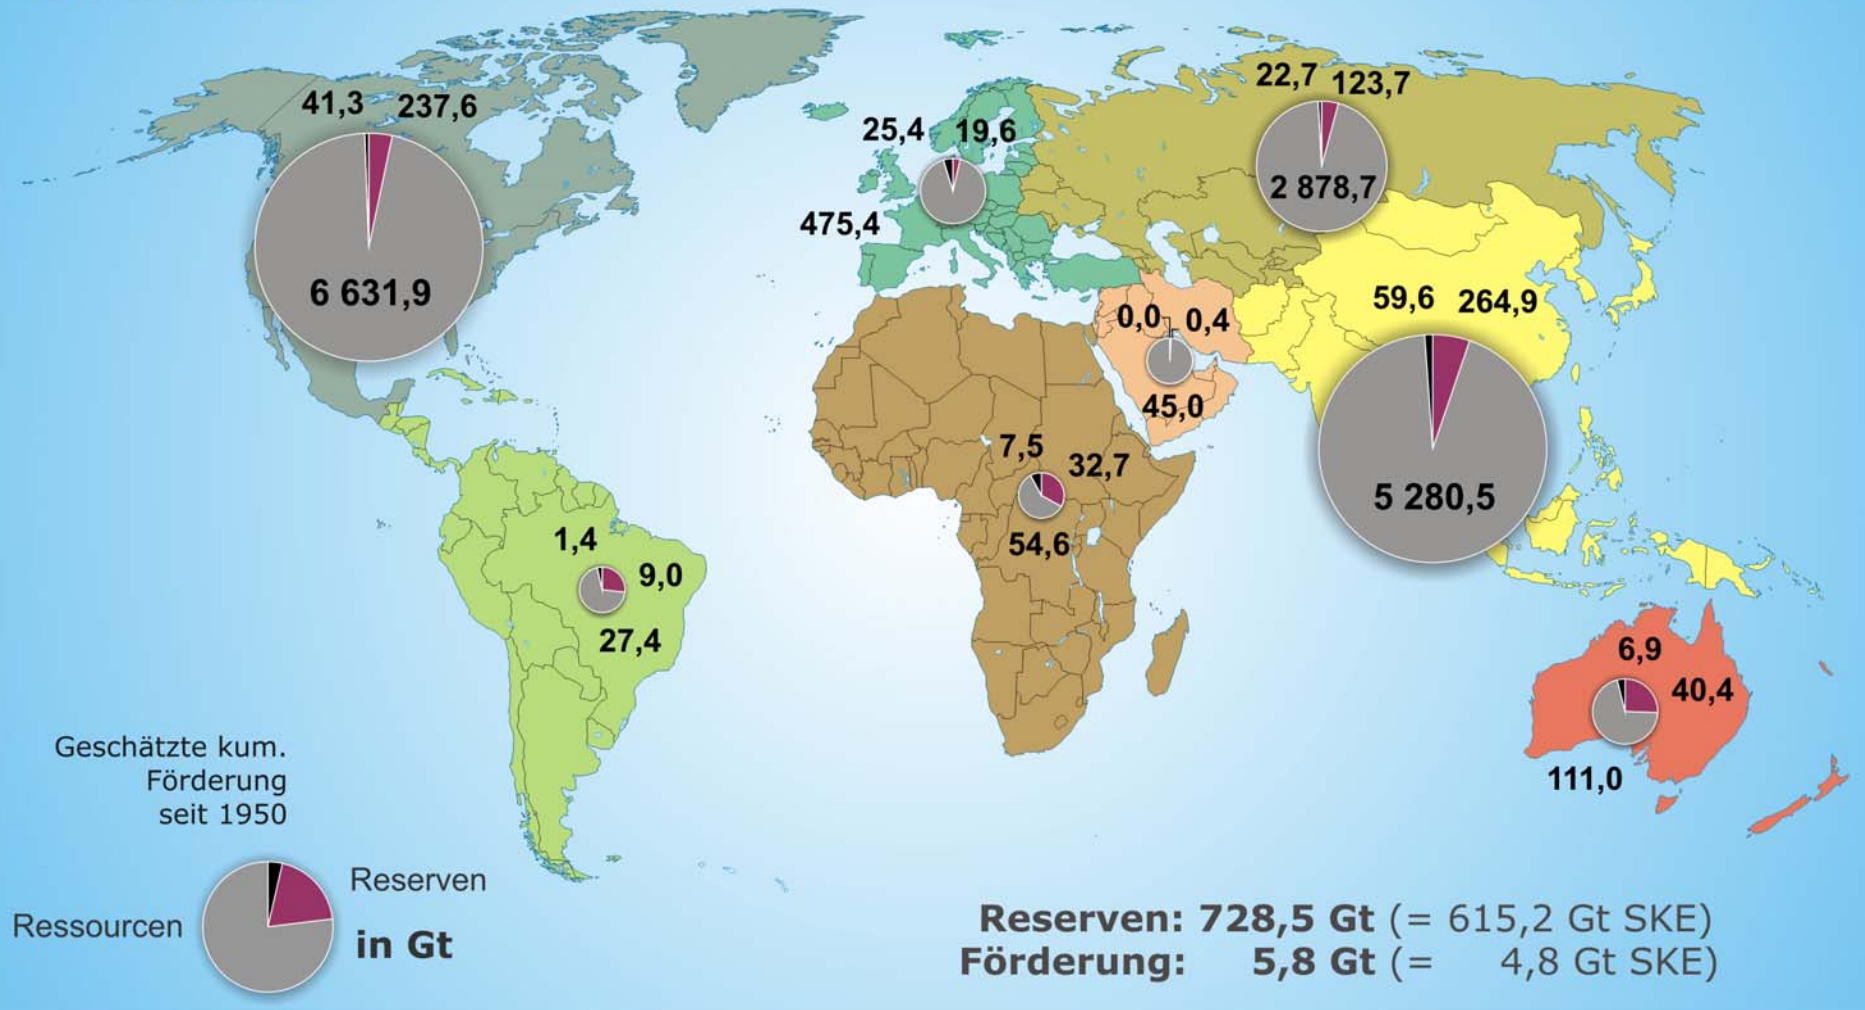 41,3 237,6
6 631,9
25,4 19,6
475,4
22,7 123,7
2 878,7
0,0 0,4
45,0
59,6 264,9
5 280,5
7,5
32,7
54,6
1,4
9,0
27,4
6,9
40,4
111,0
Geschätzte kum.
Förderung
seit 1950
Reserven
Ressourcen
in Gt
Reserven: 728,5 Gt (= 615,2 Gt SKE)
Förderung: 5,8 Gt (= 4,8 Gt SKE)